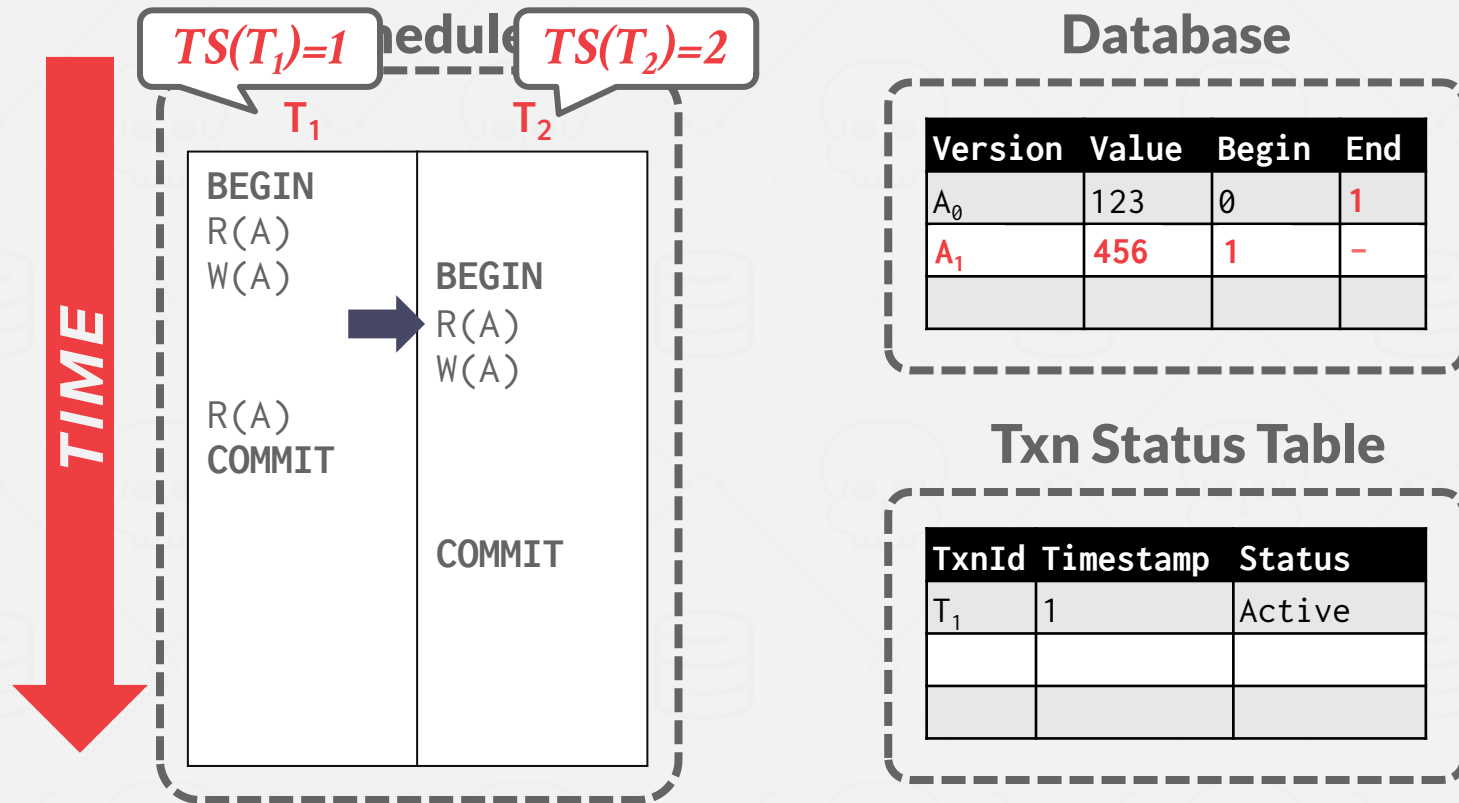 TS(T₁)=1
hedule
TS(T₂)=2
T₁
T₂
TIME
BEGIN
R(A)
W(A)
BEGIN
R(A)
W(A)
R(A)
COMMIT
COMMIT
Database
Version Value Begin End
A₀ 123 0 1
A₁ 456 1 -
Txn Status Table
TxnId Timestamp Status
T₁ 1 Active